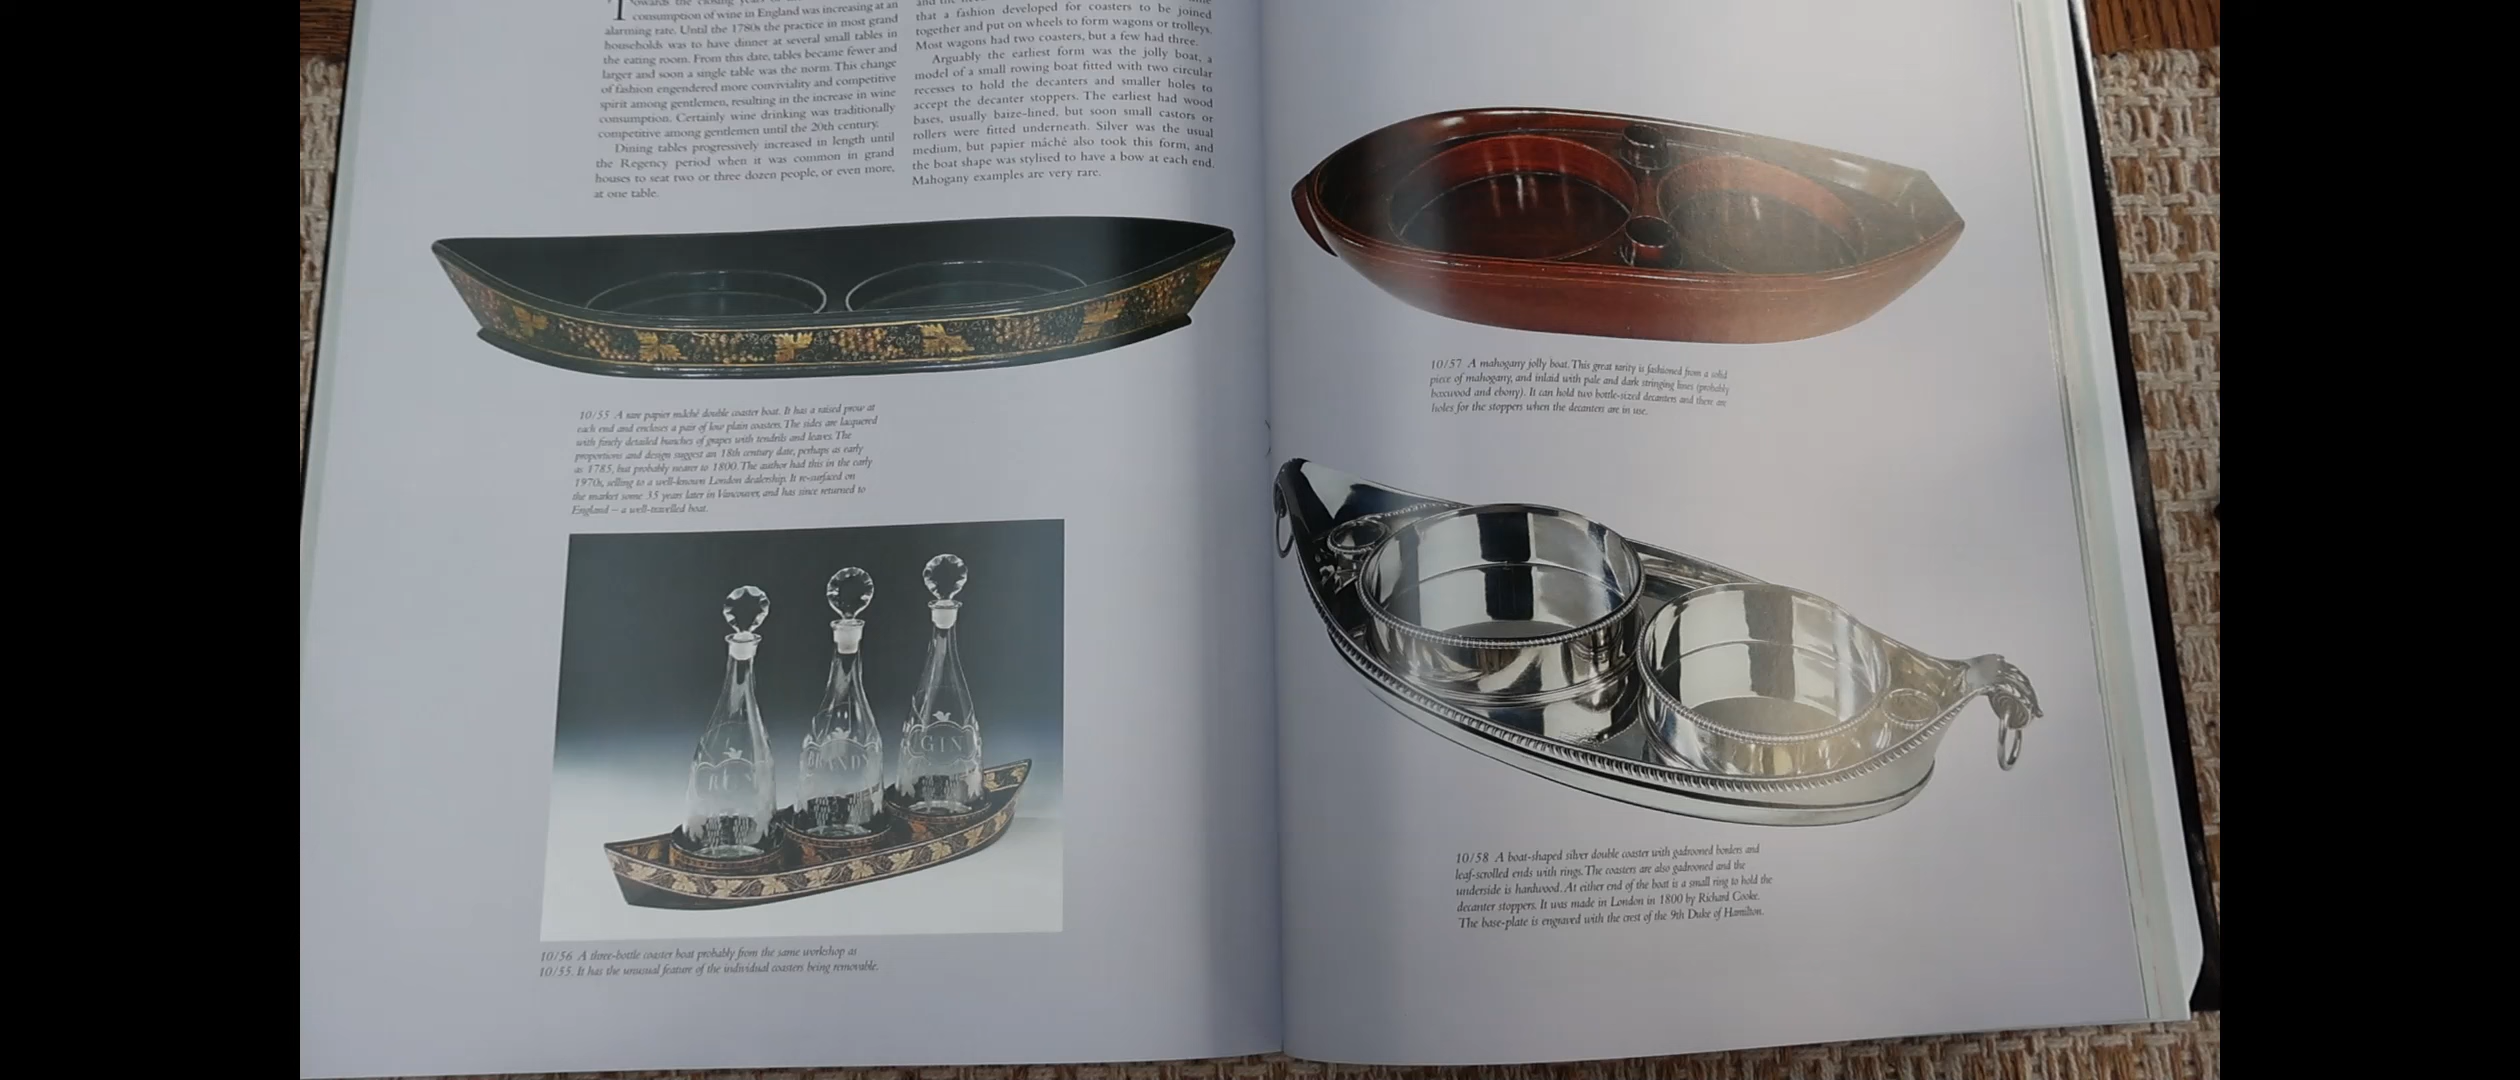 Towards the closing years
consumption of wine in England was increasing at an
alarming rate. Until the 1780s the practice in most grand
households was to have dinner at several small tables in
the eating room. From this date, tables became fewer and
larger and soon a single table was the norm. This change
of fashion engendered more conviviality and competitive
spirit among gentlemen, resulting in the increase in wine
consumption. Certainly wine drinking was traditionally
competitive among gentlemen until the 20th century.
Dining tables progressively increased in length until
the Regency period when it was common in grand
houses to seat two or three dozen people, or even more,
at one table.
that a fashion developed for coasters to be joined
together and put on wheels to form wagons or trolleys.
Most wagons had two coasters, but a few had three.
Arguably the earliest form was the jolly boat, a
model of a small rowing boat fitted with two circular
recesses to hold the decanters and smaller holes to
accept the decanter stoppers. The earliest had wood
bases, usually baize-lined, but soon small castors or
rollers were fitted underneath. Silver was the usual
medium, but papier mâché also took this form, and
the boat shape was stylised to have a bow at each end.
Mahogany examples are very rare.
10/55 A rare papier mâché double coaster boat. It has a raised prow at
each end and encloses a pair of low plain coasters. The sides are lacquered
with finely detailed bunches of grapes with tendrils and leaves. The
proportions and design suggest an 18th century date, perhaps as early
as 1785, but probably nearer to 1800. The author had this in the early
1970s, selling to a well-known London dealership. It re-surfaced on
the market some 35 years later in Vancouver, and has since returned to
England – a well-travelled boat.
RUM
BRANDY
GIN
10/56 A three-bottle coaster boat probably from the same workshop as
10/55. It has the unusual feature of the individual coasters being removable.
10/57 A mahogany jolly boat. This great rarity is fashioned from a solid
piece of mahogany, and inlaid with pale and dark stringing lines (probably
boxwood and ebony). It can hold two bottle-sized decanters and there are
holes for the stoppers when the decanters are in use.
10/58 A boat-shaped silver double coaster with gadrooned borders and
leaf-scrolled ends with rings. The coasters are also gadrooned and the
underside is hardwood. At either end of the boat is a small ring to hold the
decanter stoppers. It was made in London in 1800 by Richard Cooke.
The base-plate is engraved with the crest of the 9th Duke of Hamilton.